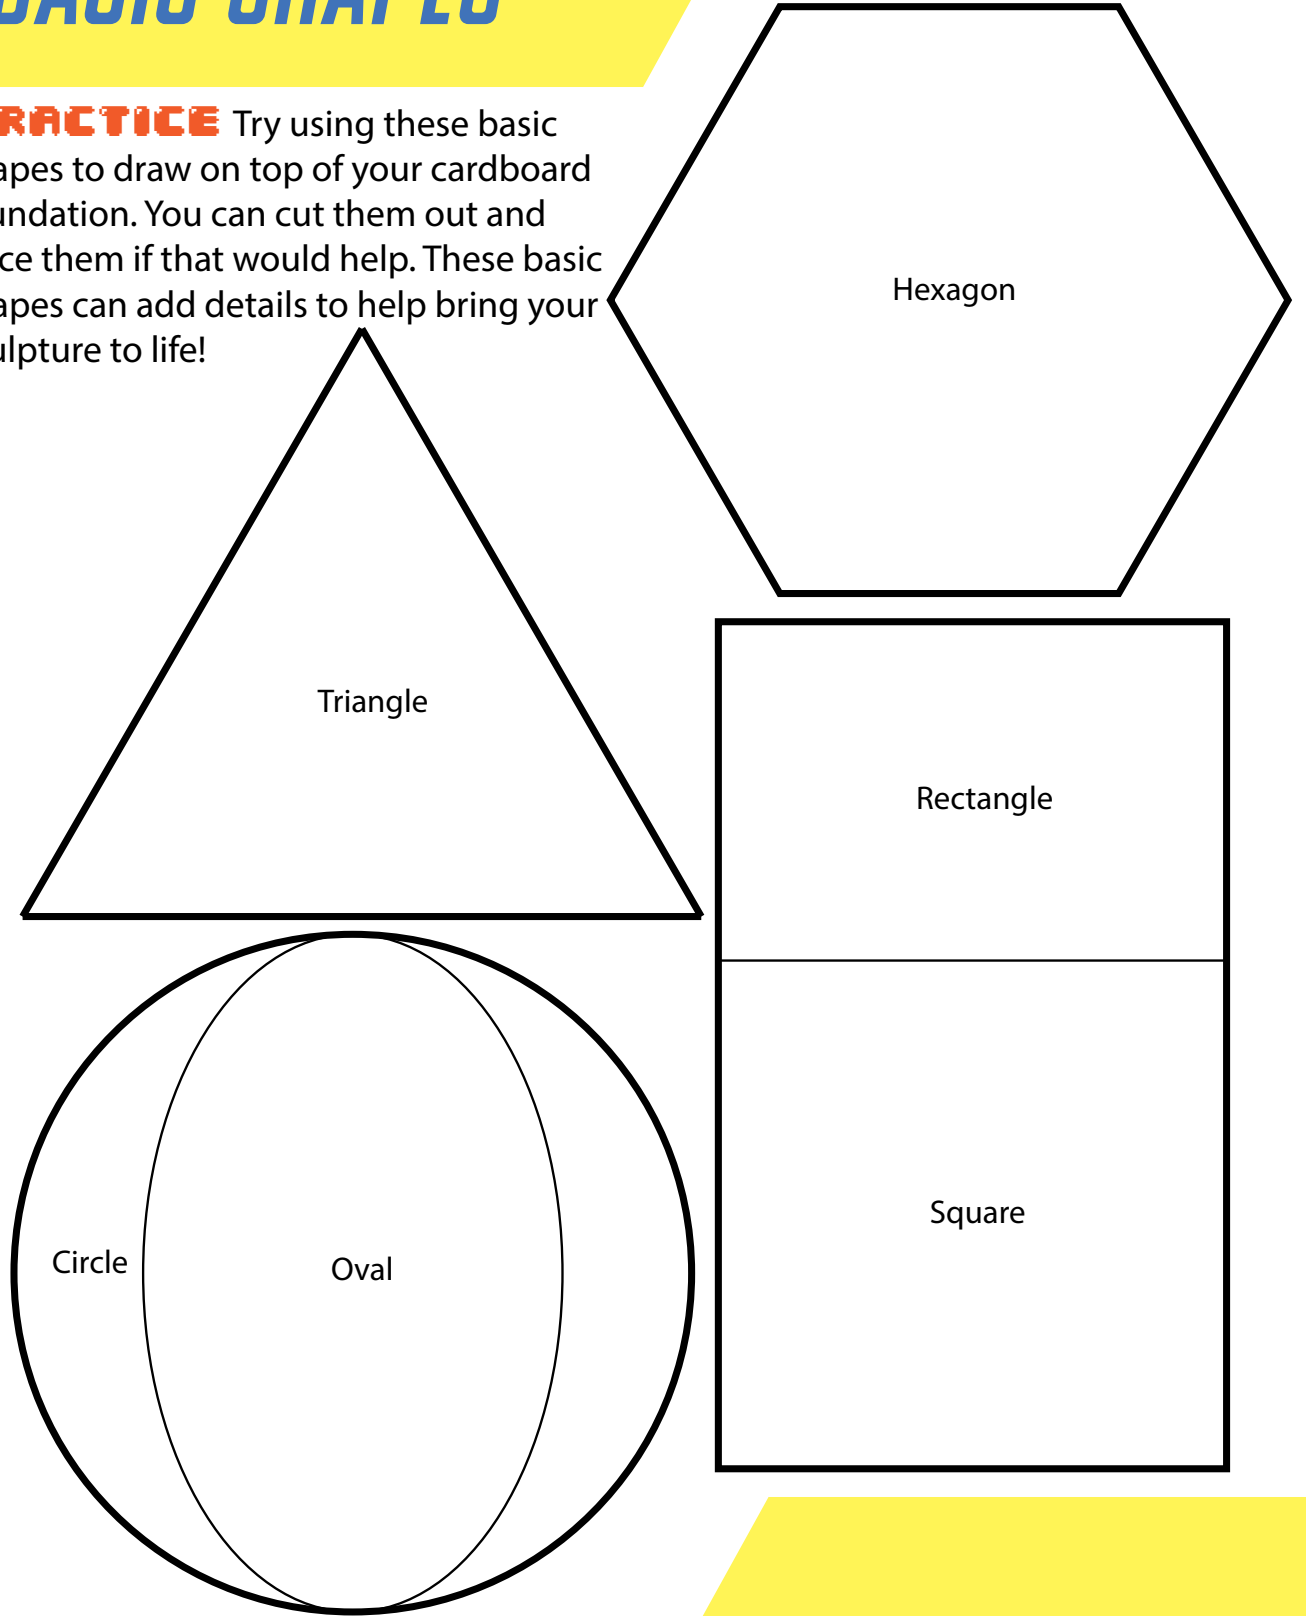 BASIC SHAPES
RACTICE Try using these basic
apes to draw on top of your cardboard
undation. You can cut them out and
ce them if that would help. These basic
apes can add details to help bring your
ulpture to life!
Hexagon
Triangle
Rectangle
Square
Circle
Oval